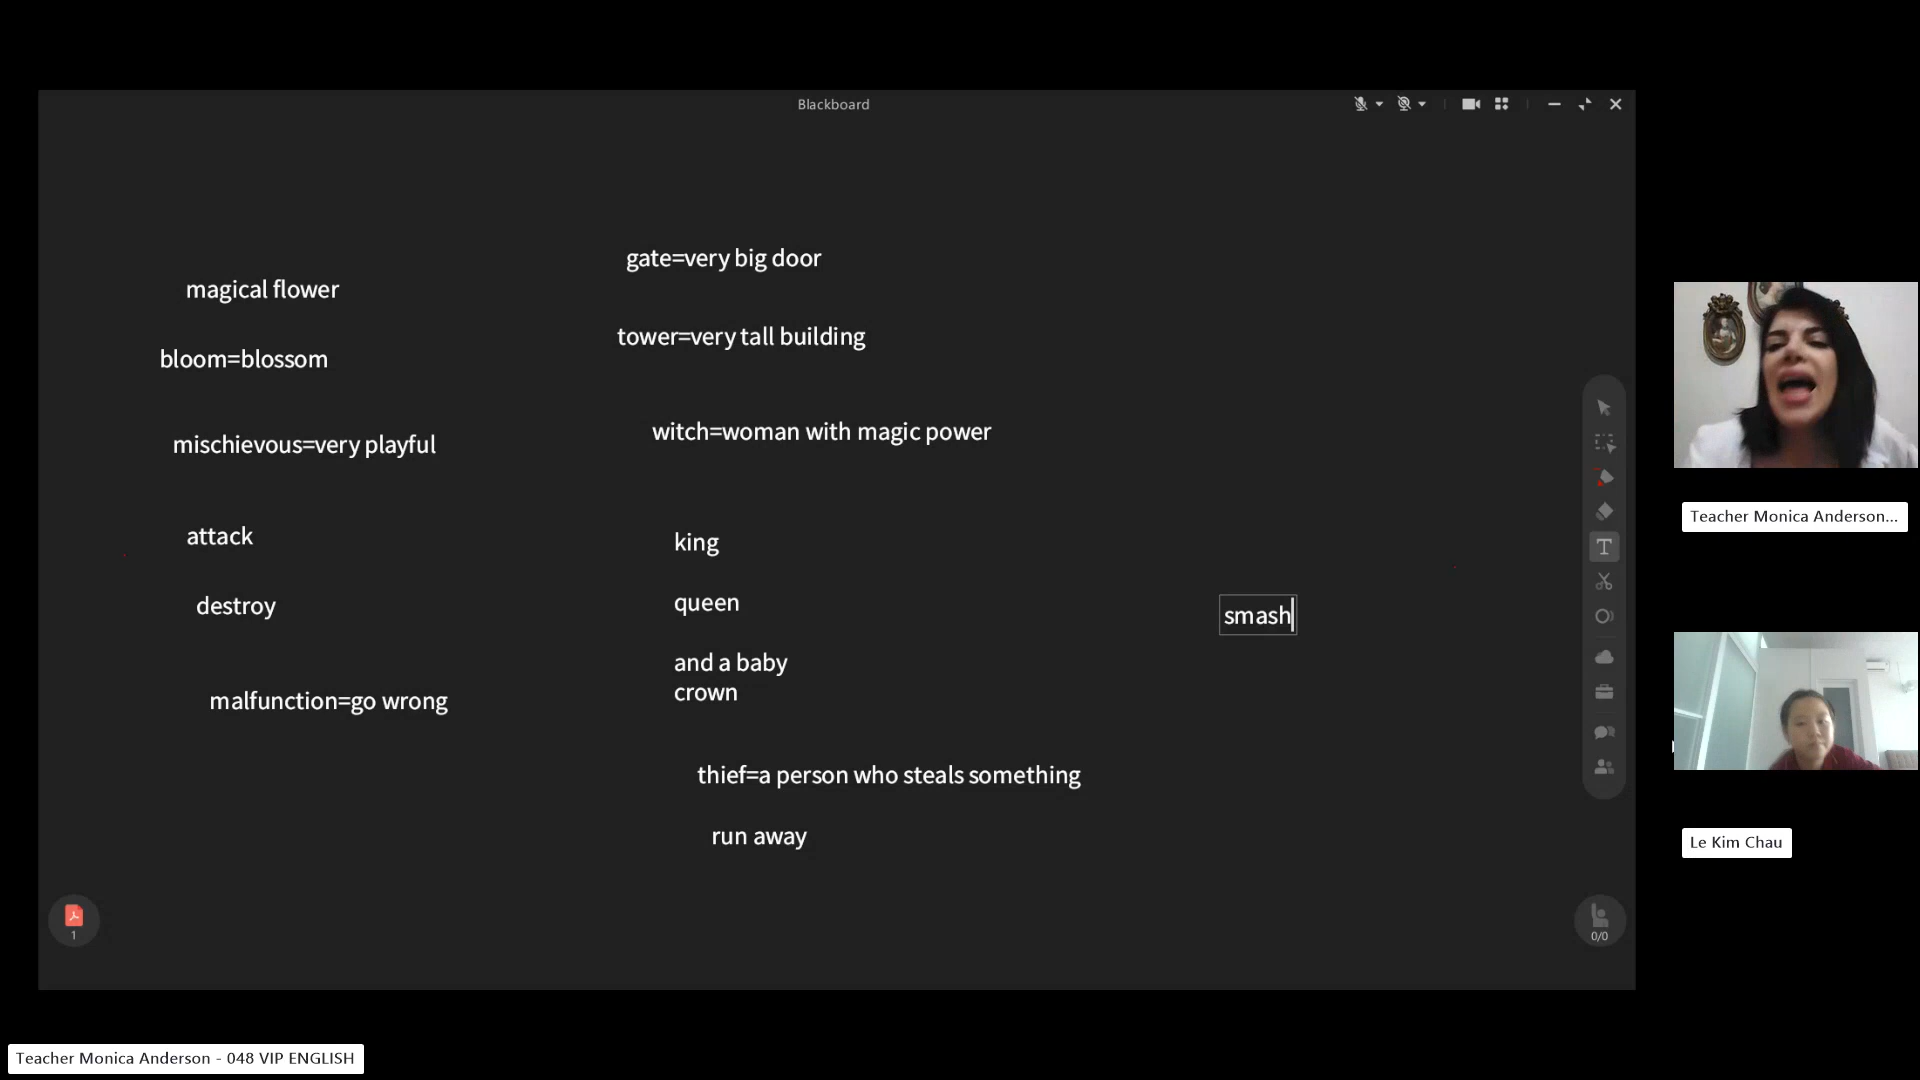 Blackboard
magical flower
bloom=blossom
mischievous=very playful
attack
destroy
malfunction=go wrong
gate=very big door
tower=very tall building
witch=woman with magic power
king
queen
and a baby
crown
thief=a person who steals something
run away
smash
T
1
0/0
Teacher Monica Anderson...
Le Kim Chau
Teacher Monica Anderson - 048 VIP ENGLISH